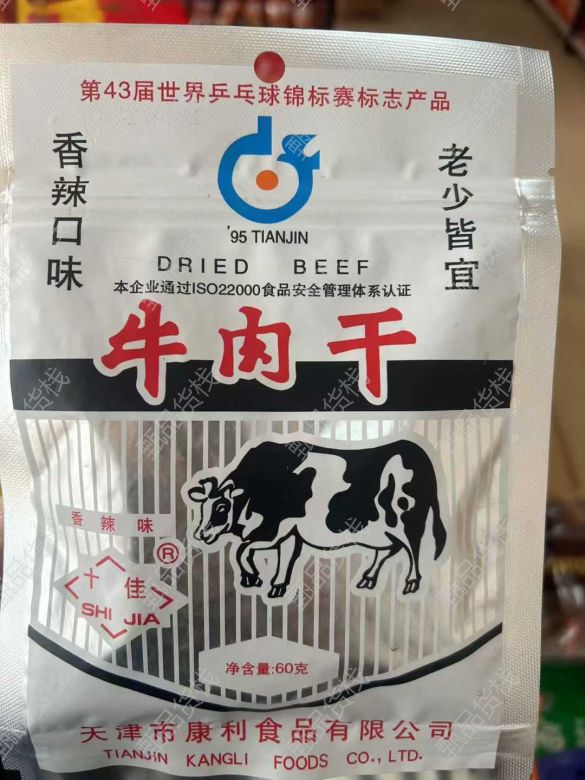 第43届世界乒乓球锦标赛标志产品
香辣口味
老少皆宜
'95 TIANJIN
DRIED BEEF
本企业通过ISO22000食品安全管理体系认证
牛肉干
香辣味
®
十佳
SHI JIA
净含量:60克
天津市康利食品有限公司
TIANJIN KANGLI FOODS CO., LTD.
甄品货栈